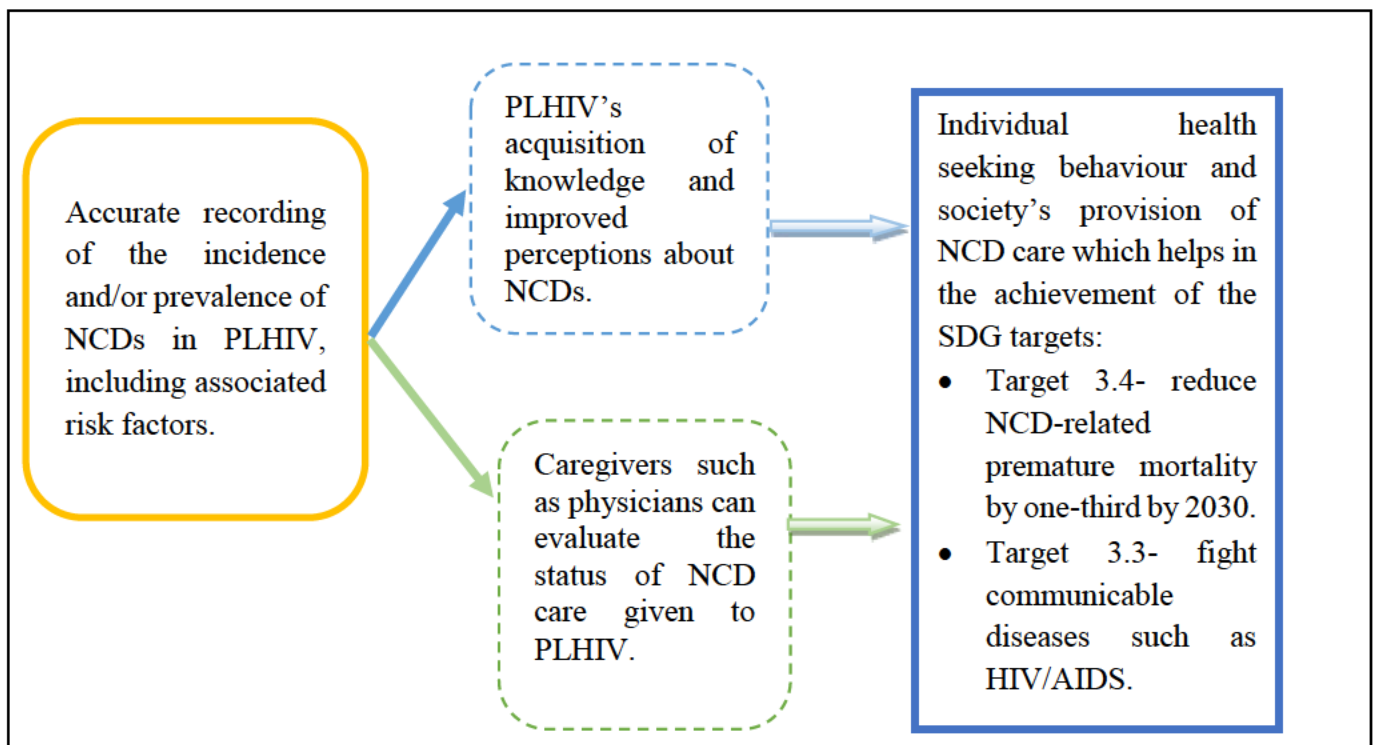 Accurate recording
of the incidence
and/or prevalence of
NCDs in PLHIV,
including associated
risk factors.
PLHIV’s
acquisition of
knowledge and
improved
perceptions about
NCDs.
Caregivers such
as physicians can
evaluate the
status of NCD
care given to
PLHIV.
Individual health
seeking behaviour and
society’s provision of
NCD care which helps in
the achievement of the
SDG targets:
• Target 3.4- reduce
NCD-related
premature mortality
by one-third by 2030.
• Target 3.3- fight
communicable
diseases such as
HIV/AIDS.